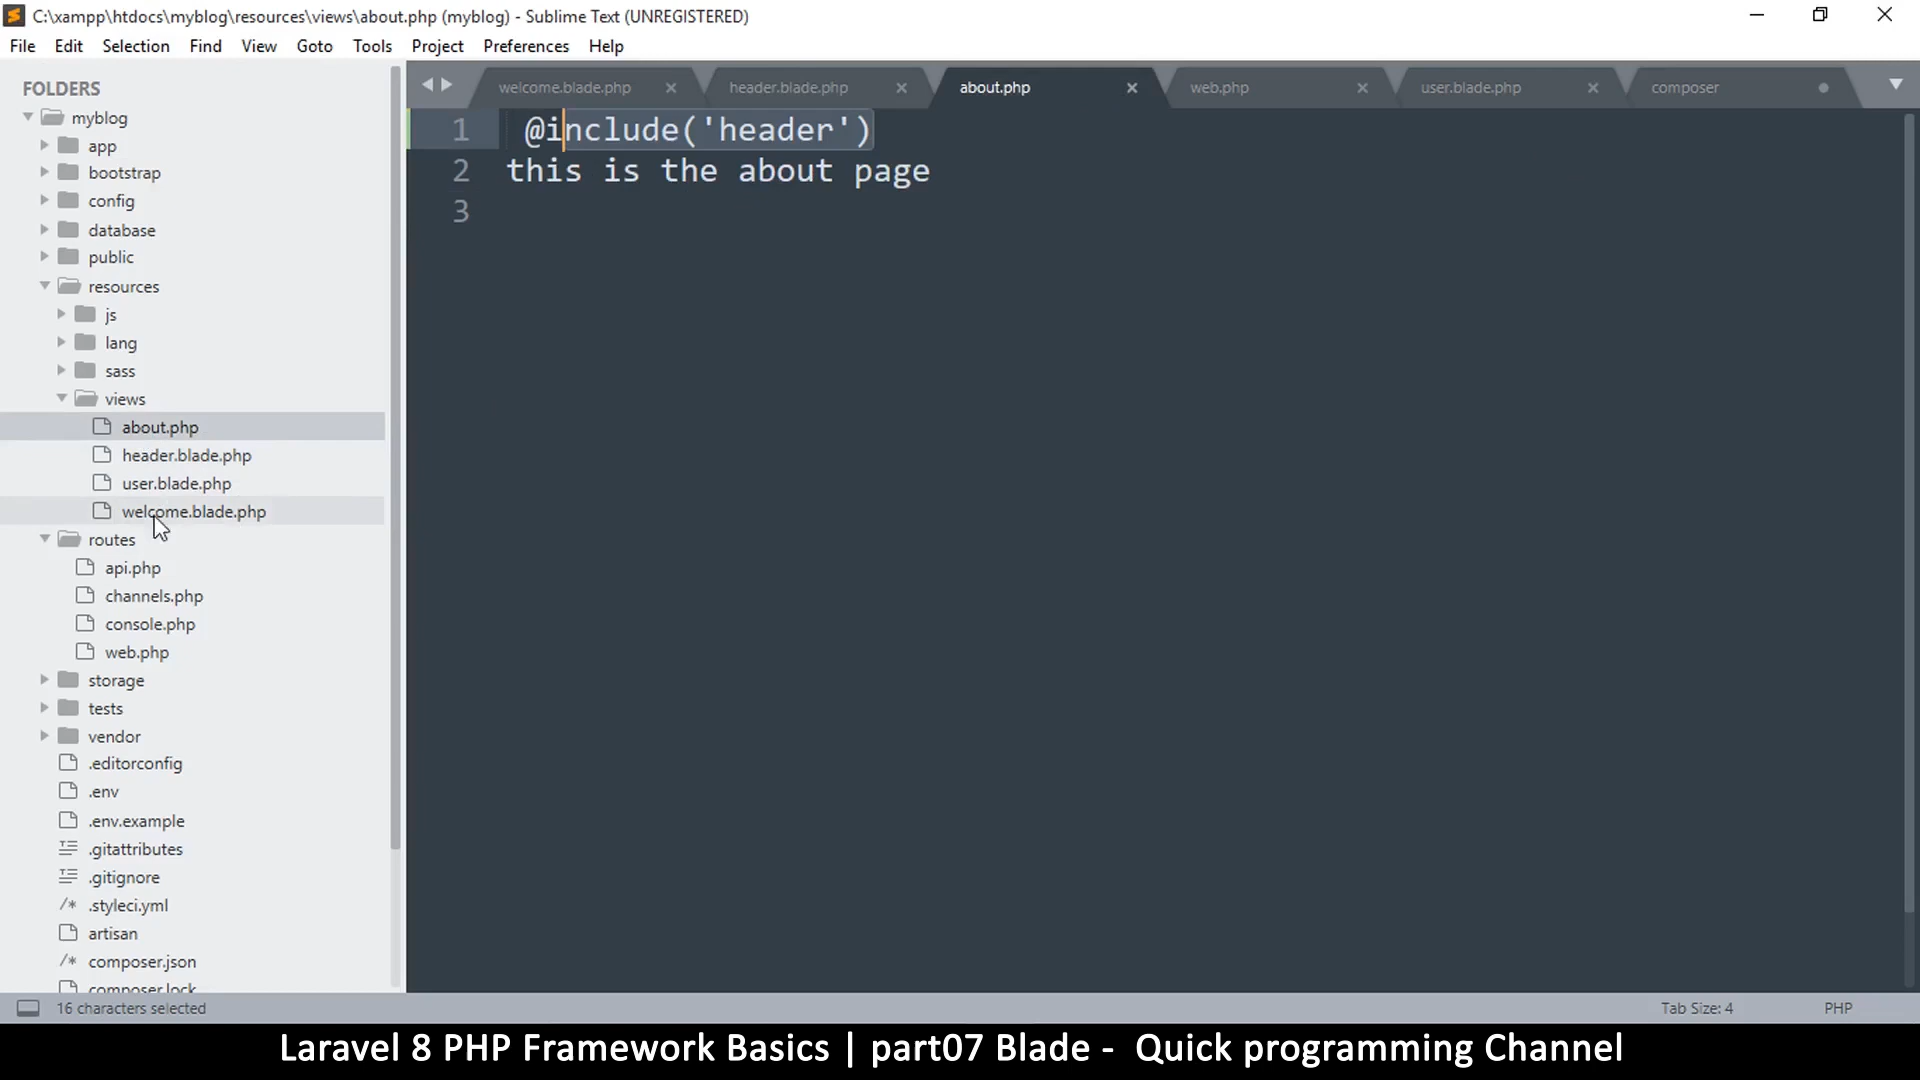 C:\xampp\htdocs\myblog\resources\views\about.php (myblog) - Sublime Text (UNREGISTERED)
File Edit Selection Find View Goto Tools Project Preferences Help
FOLDERS
myblog
app
bootstrap
config
database
public
resources
js
lang
sass
views
about.php
header.blade.php
user.blade.php
welcome.blade.php
routes
api.php
channels.php
console.php
web.php
storage
tests
vendor
.editorconfig
.env
.env.example
.gitattributes
.gitignore
/* .styleci.yml
artisan
/* composer.json
composer.lock
welcome.blade.php header.blade.php about.php web.php user.blade.php composer
1 @include('header')
2 this is the about page
3
16 characters selected Tab Size: 4 PHP
Laravel 8 PHP Framework Basics | part07 Blade - Quick programming Channel